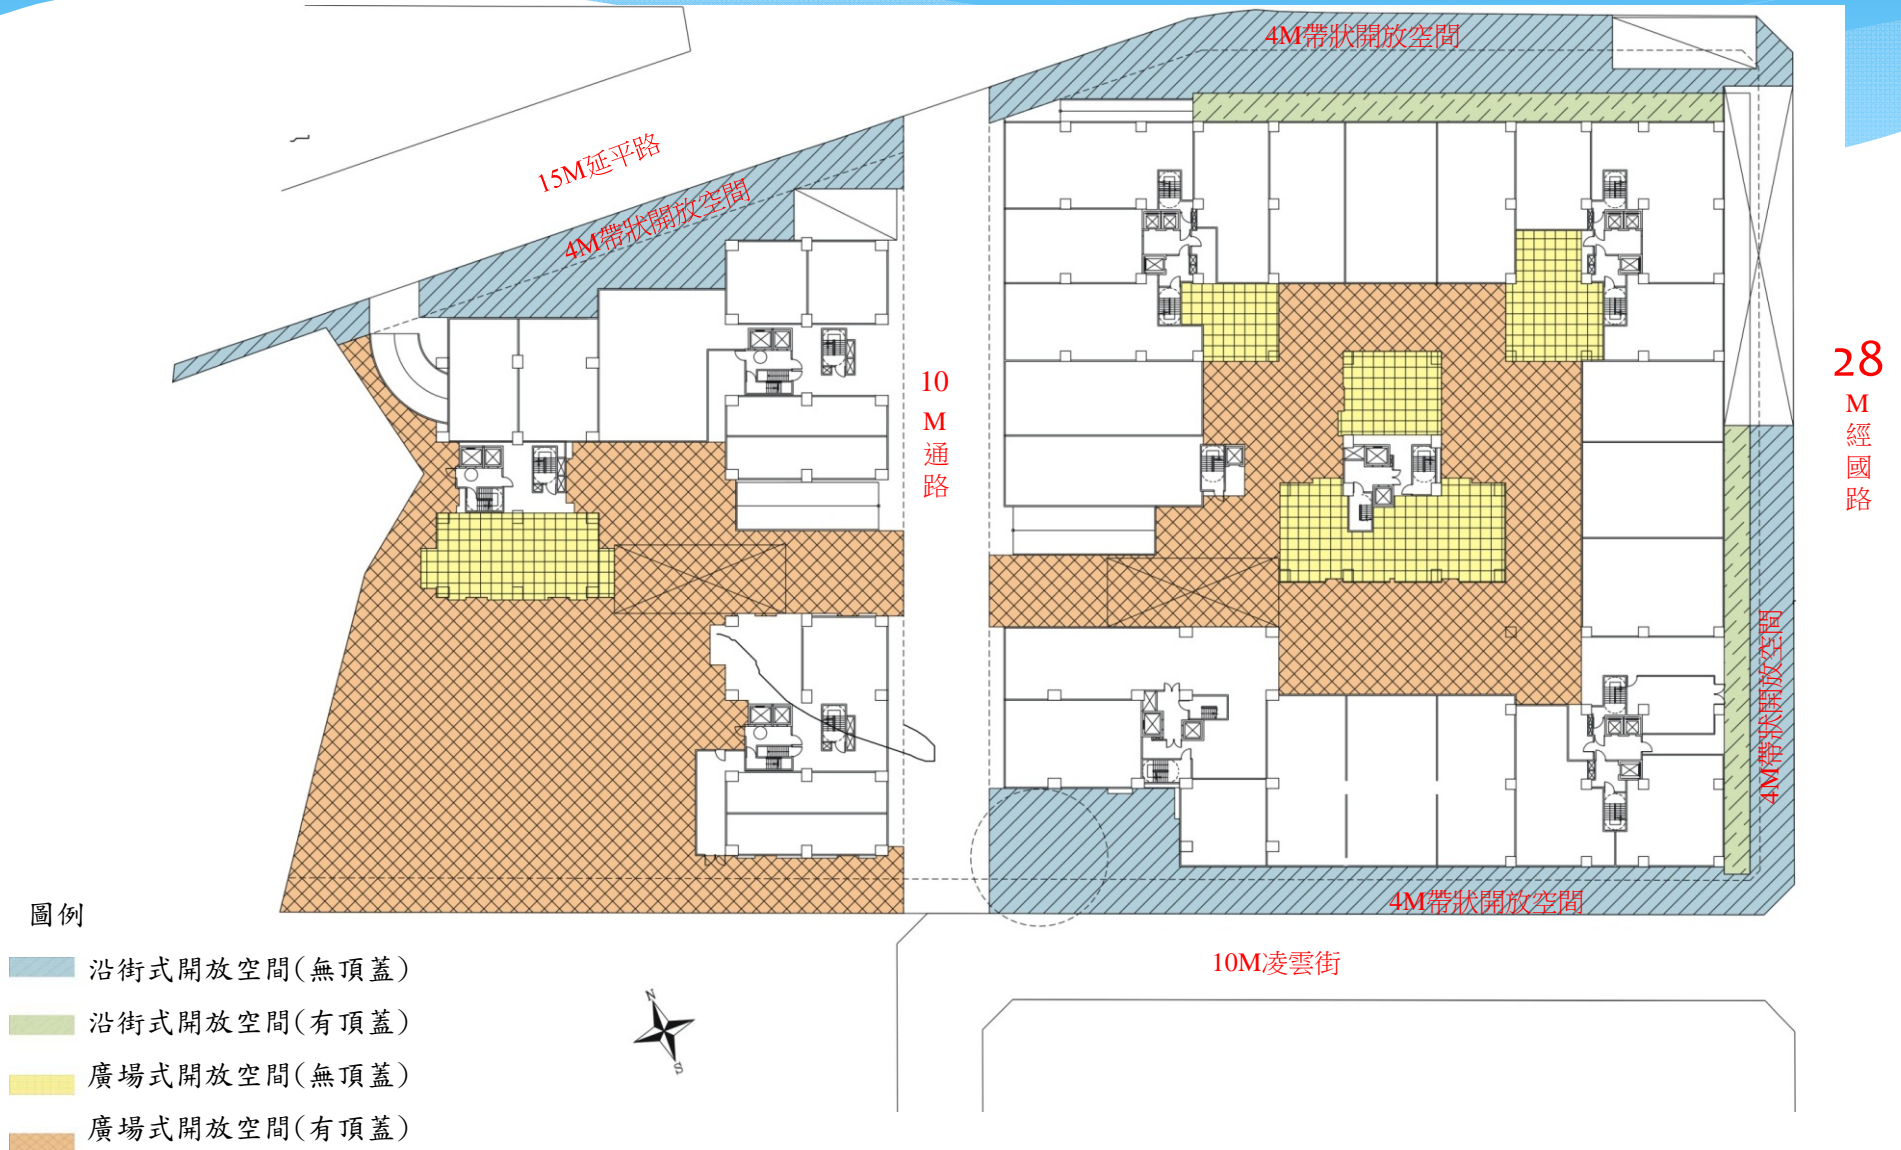 4M帶狀開放空間
15M延平路
4M帶狀開放空間
10
M
通
路
28
M
經
國
路
4M帶狀開放空間
4M帶狀開放空間
10M凌雲街
圖例
沿街式開放空間(無頂蓋)
沿街式開放空間(有頂蓋)
廣場式開放空間(無頂蓋)
廣場式開放空間(有頂蓋)
N
S